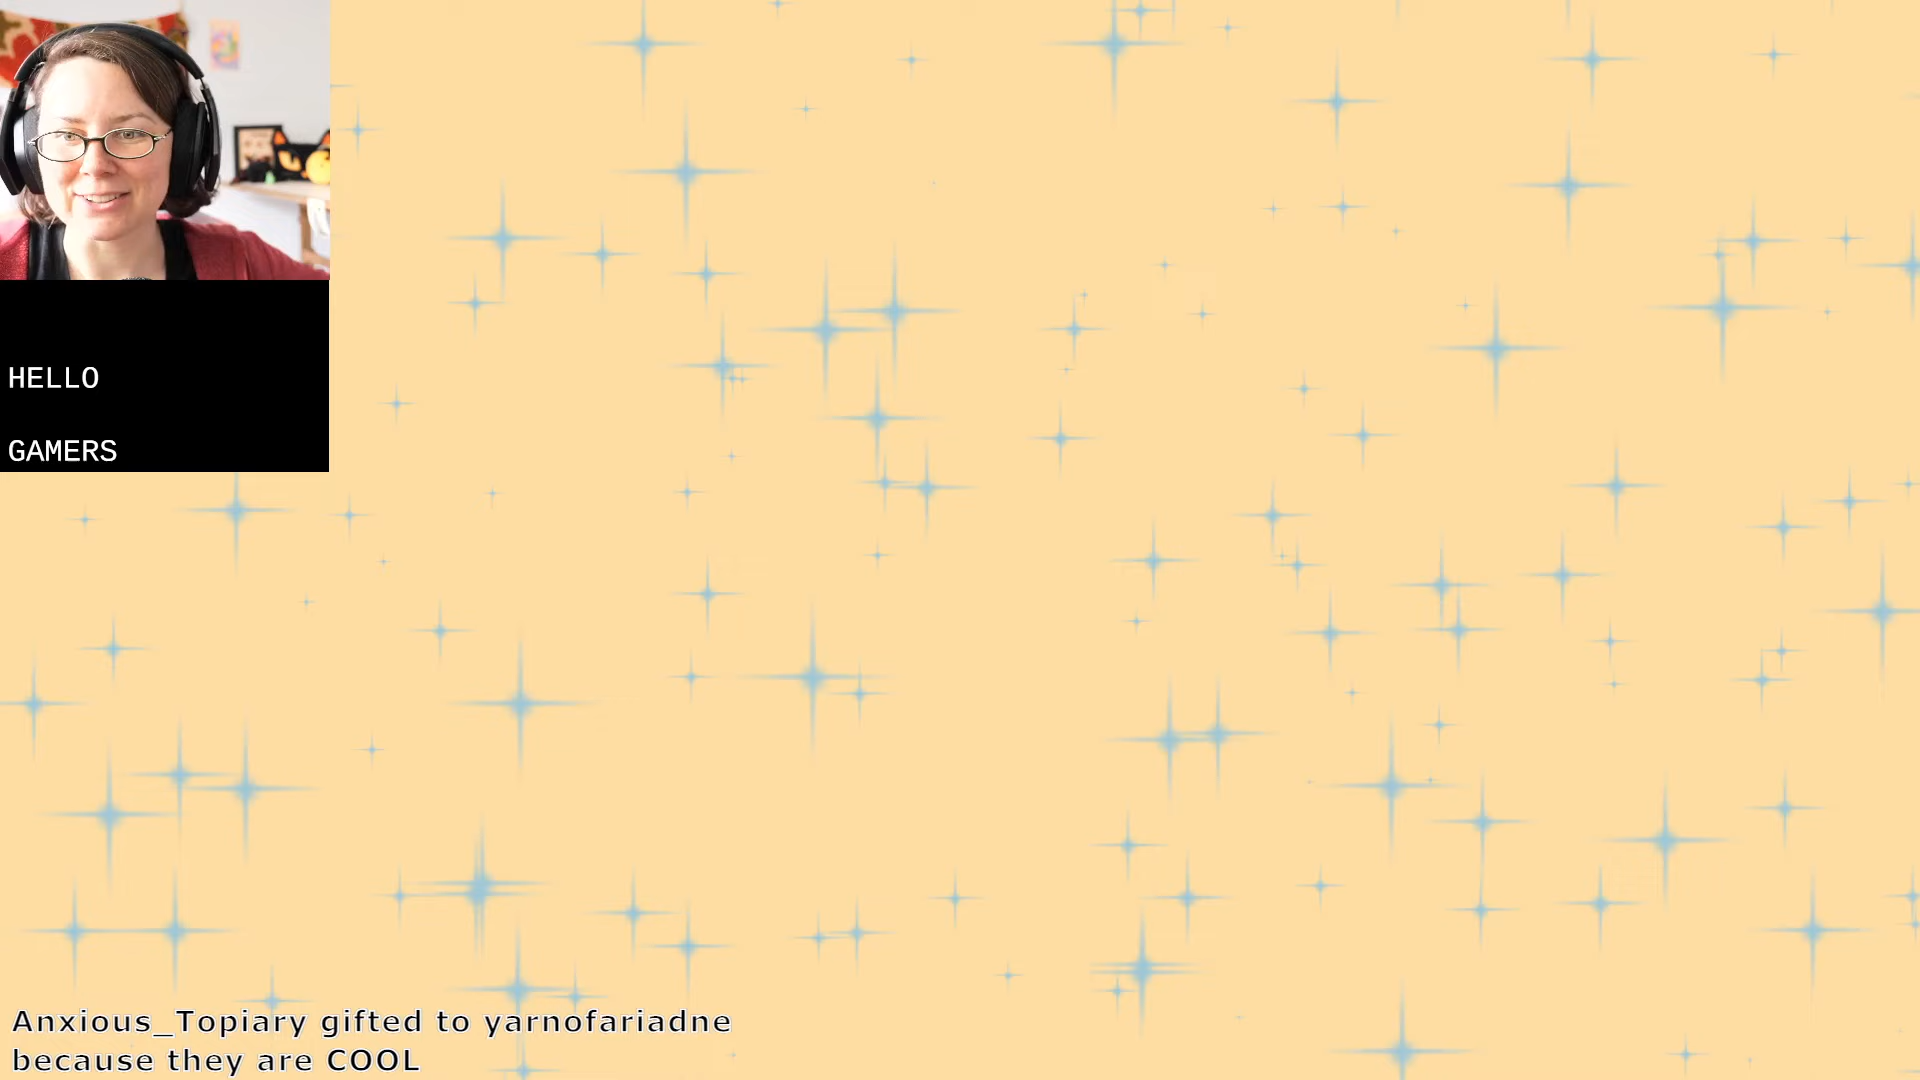 HELLO
GAMERS
Anxious_Topiary gifted to yarnofariadne
because they are COOL